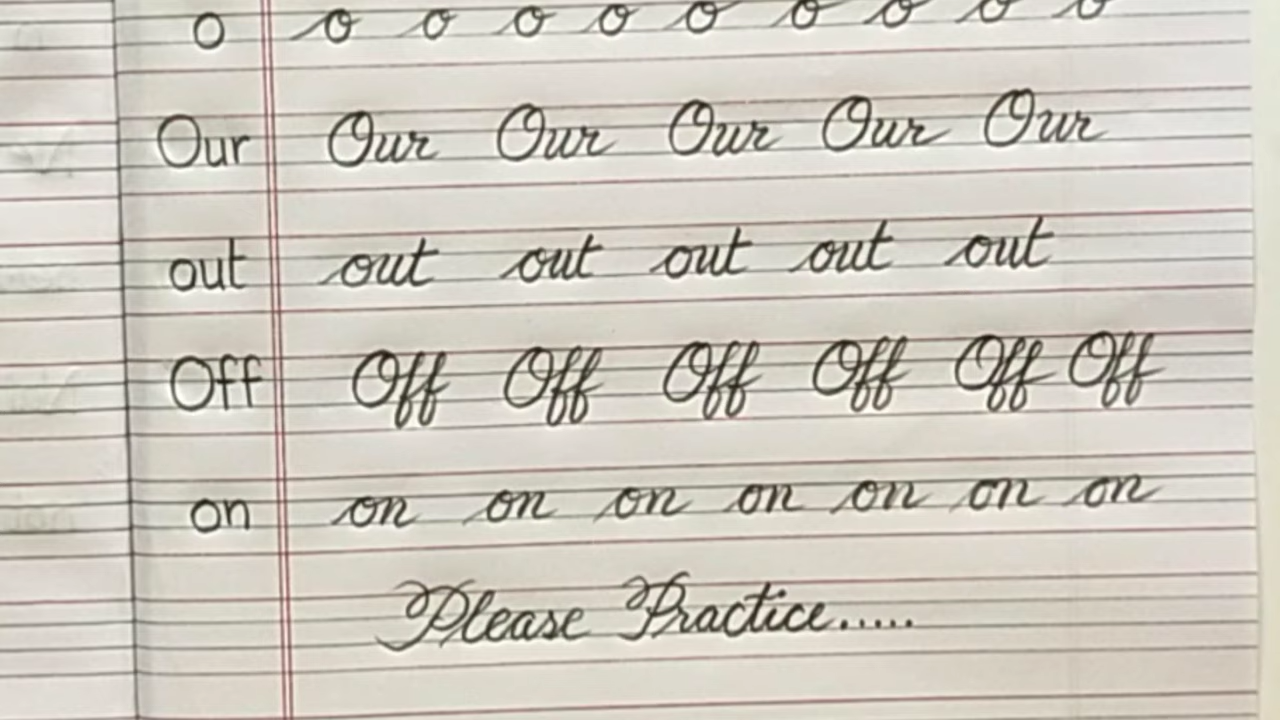 o o o o o o o o o o
Our Our Our Our Our Our
out out out out out out
Off Off Off Off Off Off Off
on on on on on on on on
Please Practice.....